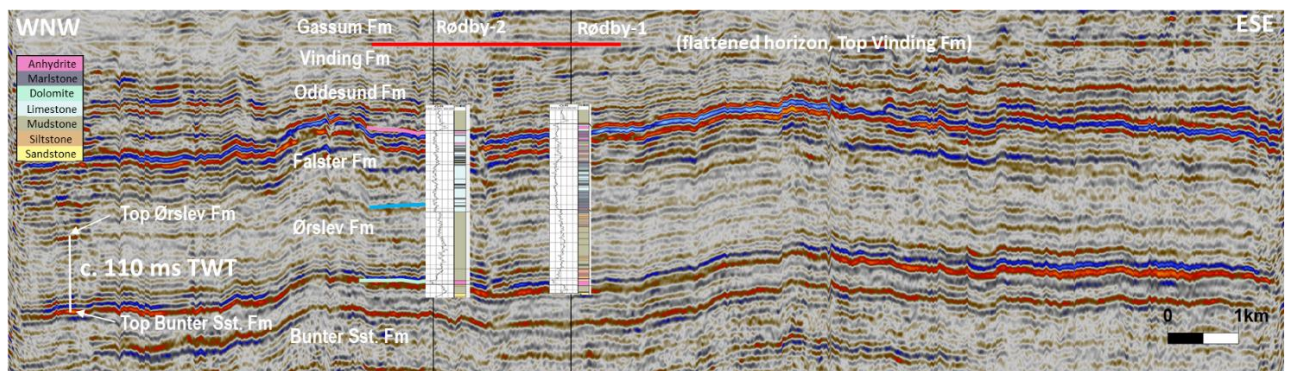 WNW
Gassum Fm
Rødby-2
Rødby-1
ESE
(flattened horizon, Top Vinding Fm)
Vinding Fm
Anhydrite
Marlstone
Dolomite
Limestone
Mudstone
Siltstone
Sandstone
Oddesund Fm
Falster Fm
Top Ørslev Fm
Ørslev Fm
c. 110 ms TWT
Top Bunter Sst. Fm
Bunter Sst. Fm
0 1km